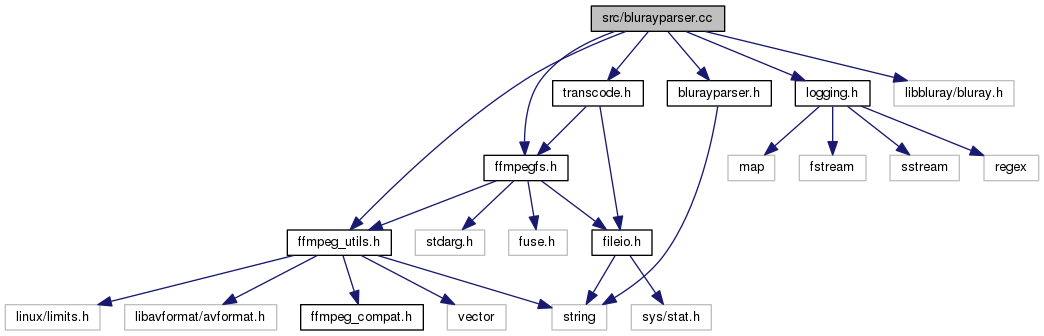 src/blurayparser.cc
transcode.h
blurayparser.h
logging.h
libbluray/bluray.h
ffmpegfs.h
map
fstream
sstream
regex
ffmpeg_utils.h
stdarg.h
fuse.h
fileio.h
linux/limits.h
libavformat/avformat.h
ffmpeg_compat.h
vector
string
sys/stat.h